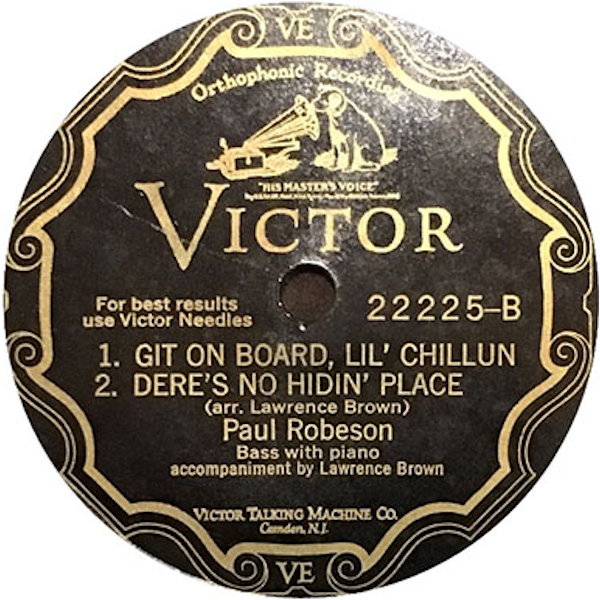 VE
Orthophonic Recording
"HIS MASTER'S VOICE"
VICTOR
For best results
use Victor Needles
22225-B
1. GIT ON BOARD, LIL' CHILLUN
2. DERE'S NO HIDIN' PLACE
(arr. Lawrence Brown)
Paul Robeson
Bass with piano
accompaniment by Lawrence Brown
VICTOR TALKING MACHINE CO.
Camden, N.J.
VE